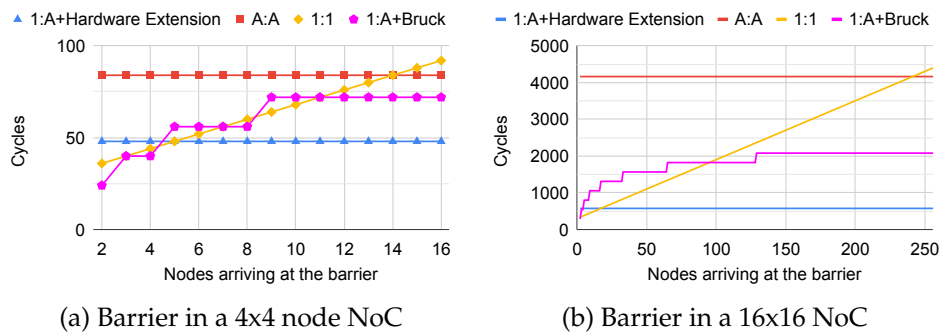 1:A+Hardware Extension A:A 1:1 1:A+Bruck
100
50
0
Cycles
2 4 6 8 10 12 14 16
Nodes arriving at the barrier
(a) Barrier in a 4x4 node NoC
1:A+Hardware Extension A:A 1:1 1:A+Bruck
5000
4000
3000
2000
1000
0
Cycles
0 50 100 150 200 250
Nodes arriving at the barrier
(b) Barrier in a 16x16 NoC